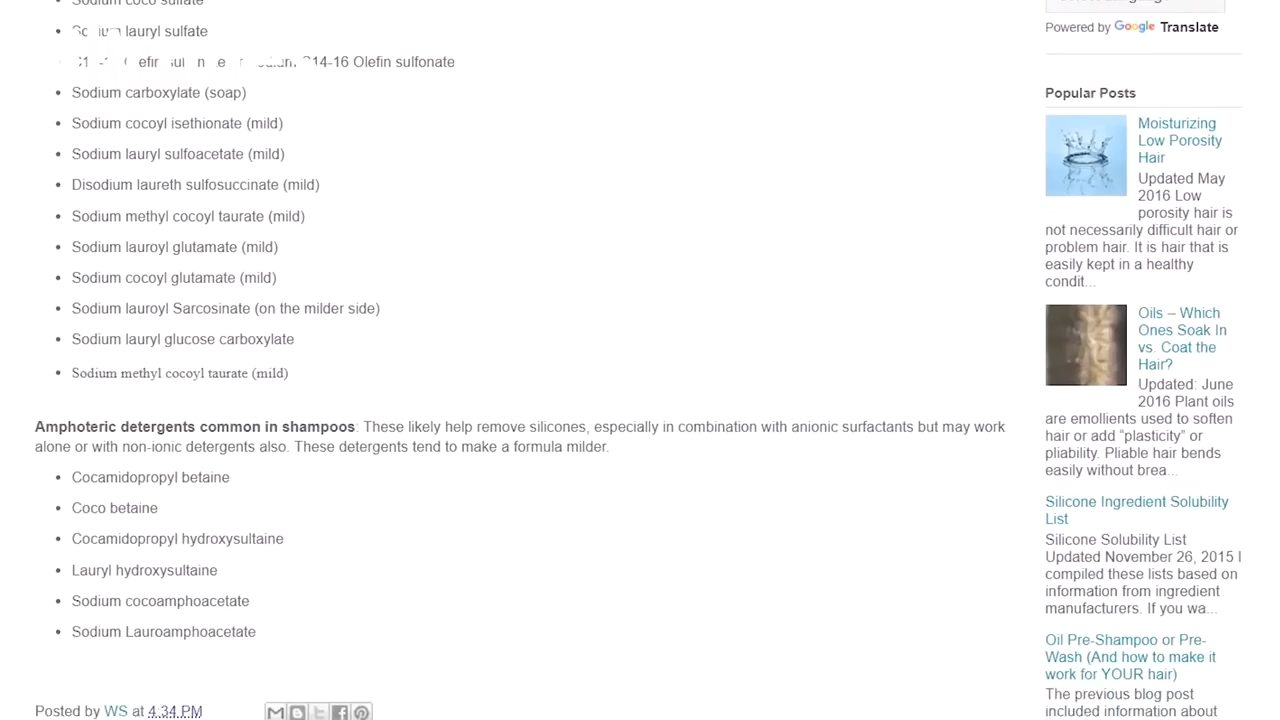 Sodium coco sulfate
Sodium lauryl sulfate
C14-16 Olefin sulfonate
Sodium carboxylate (soap)
Sodium cocoyl isethionate (mild)
Sodium lauryl sulfoacetate (mild)
Disodium laureth sulfosuccinate (mild)
Sodium methyl cocoyl taurate (mild)
Sodium lauroyl glutamate (mild)
Sodium cocoyl glutamate (mild)
Sodium lauroyl Sarcosinate (on the milder side)
Sodium lauryl glucose carboxylate
Sodium methyl cocoyl taurate (mild)
Amphoteric detergents common in shampoos: These likely help remove silicones, especially in combination with anionic surfactants but may work
alone or with non-ionic detergents also. These detergents tend to make a formula milder.
Cocamidopropyl betaine
Coco betaine
Cocamidopropyl hydroxysultaine
Lauryl hydroxysultaine
Sodium cocoamphoacetate
Sodium Lauroamphoacetate
Posted by WS at 4:34 PM
Powered by Google Translate
Popular Posts
Moisturizing
Low Porosity
Hair
Updated May
2016 Low
porosity hair is
not necessarily difficult hair or
problem hair. It is hair that is
easily kept in a healthy
condit...
Oils – Which
Ones Soak In
vs. Coat the
Hair?
Updated: June
2016 Plant oils
are emollients used to soften
hair or add “plasticity” or
pliability. Pliable hair bends
easily without brea...
Silicone Ingredient Solubility
List
Silicone Solubility List
Updated November 26, 2015 I
compiled these lists based on
information from ingredient
manufacturers. If you wa...
Oil Pre-Shampoo or Pre-
Wash (And how to make it
work for YOUR hair)
The previous blog post
included information about